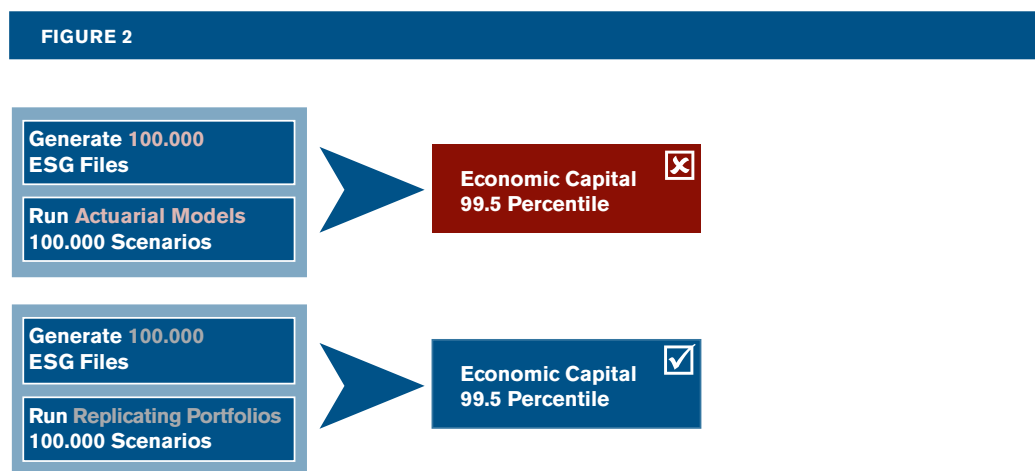 FIGURE 2
Generate 100.000
ESG Files
Run Actuarial Models
100.000 Scenarios
Economic Capital
99.5 Percentile
Generate 100.000
ESG Files
Run Replicating Portfolios
100.000 Scenarios
Economic Capital
99.5 Percentile